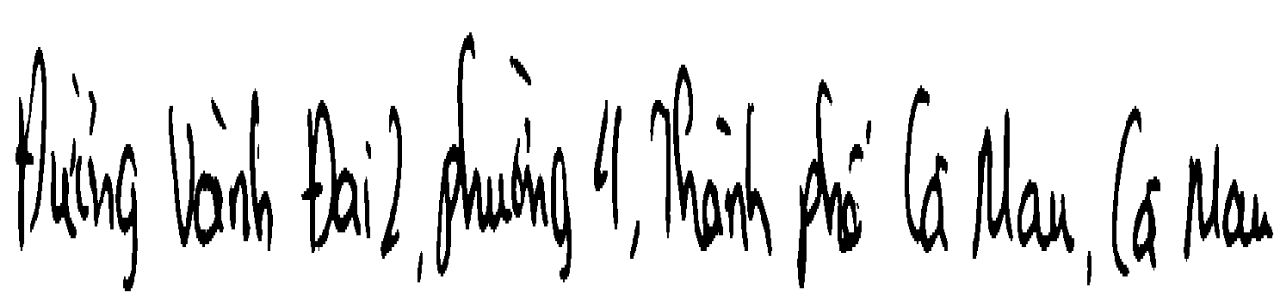 Đường Vành Đai 2, phường 4, Thành phố Cà Mau, Cà Mau